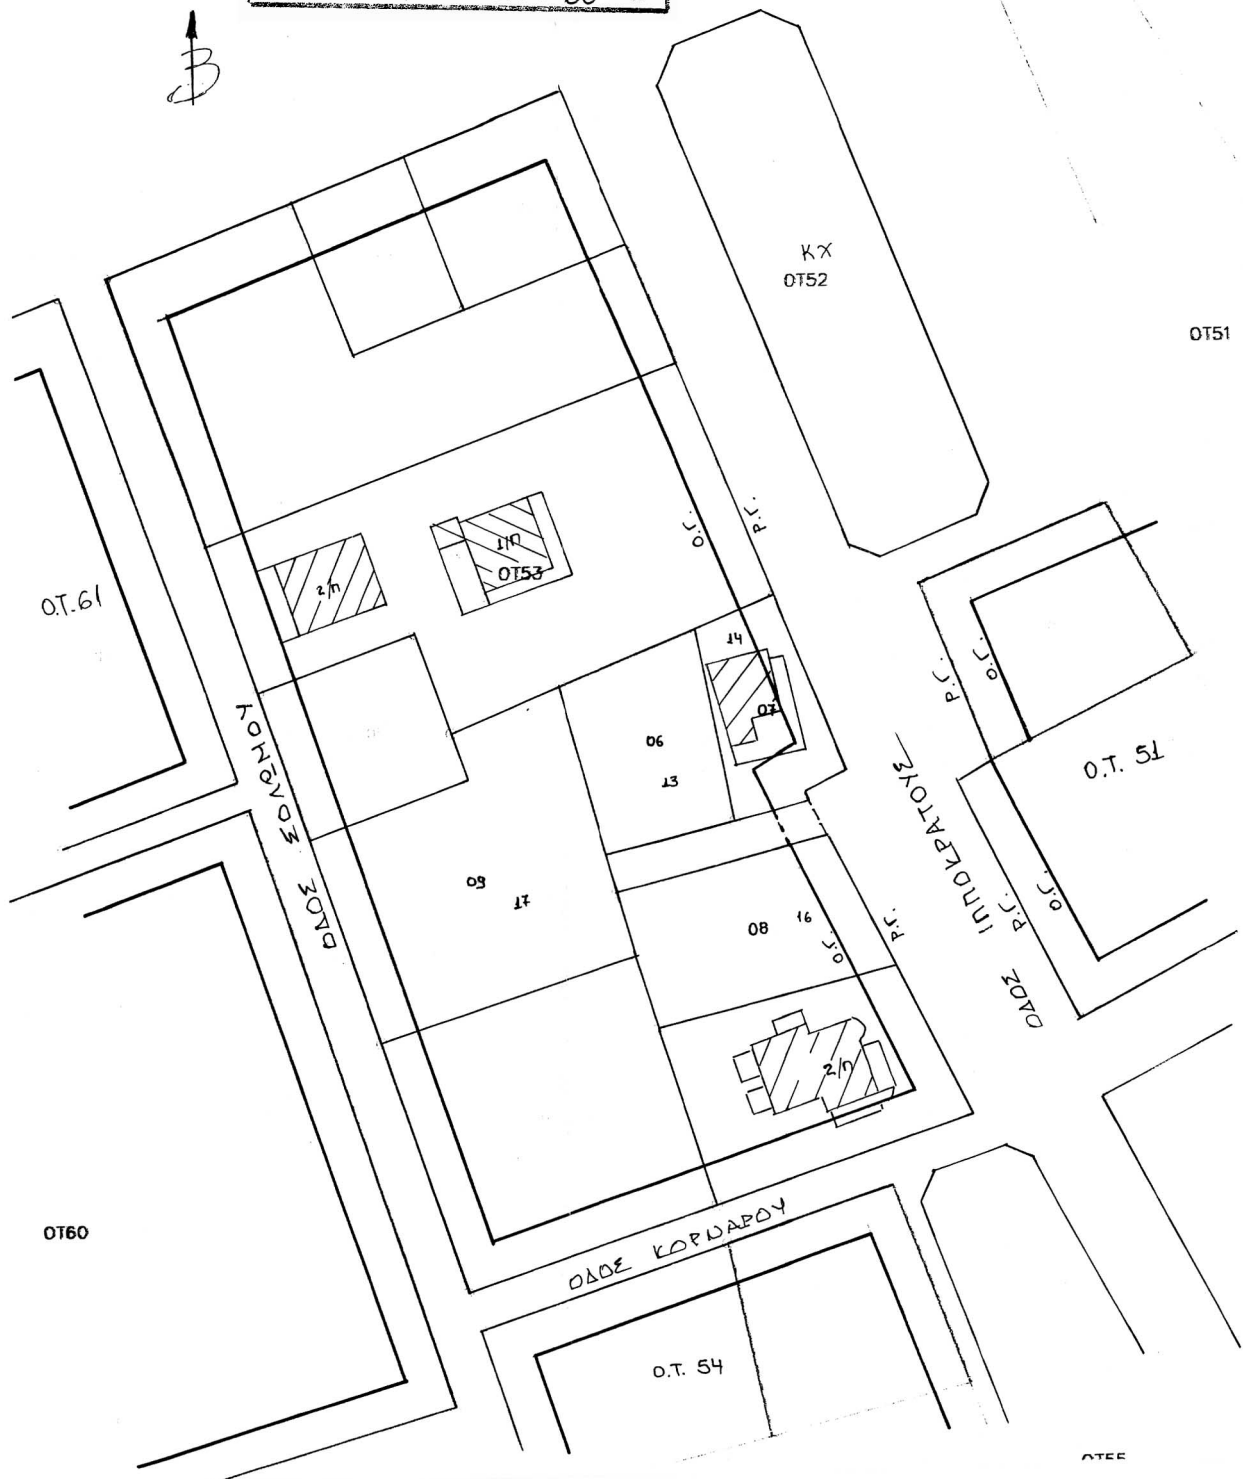 Β
ΚΧ
ΟΤ52
ΟΤ51
Ο.Γ.
Ρ.Γ.
1/Π
ΟΤ53
2/Π
Ο.Τ.61
14
07
06
13
Ρ.Γ.
Ο.Γ.
Ο.Τ. 51
ΟΔΟΣ ΣΟΛΩΜΟΥ
ΟΔΟΣ ΙΠΠΟΚΡΑΤΟΥΣ
09
17
08
16
Ο.Γ.
Ρ.Γ.
Ρ.Γ.
Ο.Γ.
2/Π
ΟΤ60
ΟΔΟΣ ΚΟΡΝΑΡΟΥ
Ο.Τ. 54
ΟΤ55